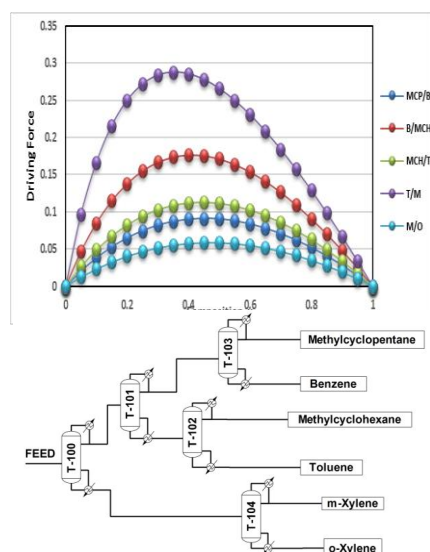 0.35
0.3
0.25
0.2
0.15
0.1
0.05
0
Driving Force
0 0.2 0.4 0.6 0.8 1
MCP/B
B/MCH
MCH/T
T/M
M/O
T-103
Methylcyclopentane
T-101
Benzene
T-102
Methylcyclohexane
FEED
T-100
Toluene
T-104
m-Xylene
o-Xylene